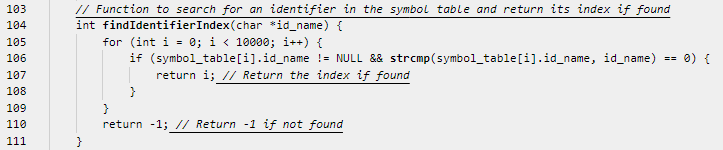 103 // Function to search for an identifier in the symbol table and return its index if found
104 int findIdentifierIndex(char *id_name) {
105 for (int i = 0; i < 10000; i++) {
106 if (symbol_table[i].id_name != NULL && strcmp(symbol_table[i].id_name, id_name) == 0) {
107 return i; // Return the index if found
108 }
109 }
110 return -1; // Return -1 if not found
111 }